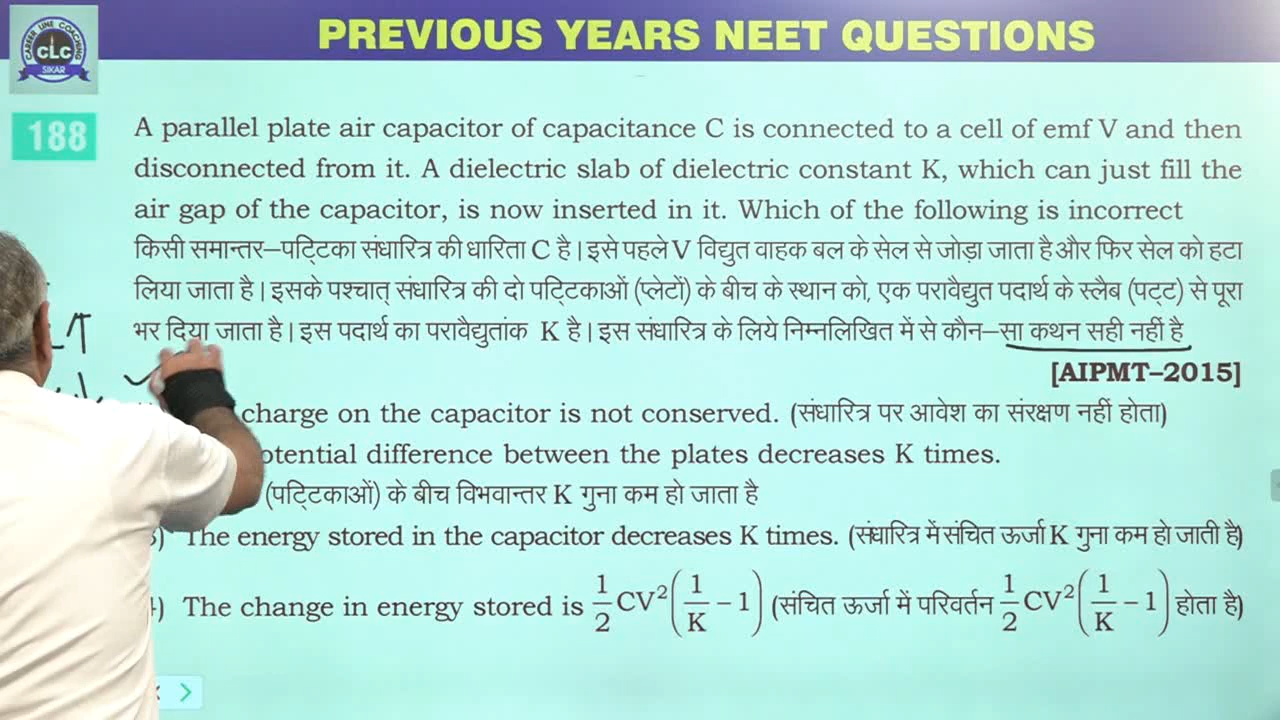 PREVIOUS YEARS NEET QUESTIONS
CAREER LINE COACHING
CLC
SIKAR
188
A parallel plate air capacitor of capacitance C is connected to a cell of emf V and then
disconnected from it. A dielectric slab of dielectric constant K, which can just fill the
air gap of the capacitor, is now inserted in it. Which of the following is incorrect
किसी समान्तर–पट्टिका संधारित्र की धारिता C है। इसे पहले V विद्युत वाहक बल के सेल से जोड़ा जाता है और फिर सेल को हटा
लिया जाता है। इसके पश्चात् संधारित्र की दो पट्टिकाओं (प्लेटों) के बीच के स्थान को, एक परावैद्युत पदार्थ के स्लैब (पट्ट) से पूरा
भर दिया जाता है। इस पदार्थ का परावैद्युतांक K है। इस संधारित्र के लिये निम्नलिखित में से कौन–सा कथन सही नहीं है
[AIPMT–2015]
charge on the capacitor is not conserved. (संधारित्र पर आवेश का संरक्षण नहीं होता)
otential difference between the plates decreases K times.
(पट्टिकाओं) के बीच विभवान्तर K गुना कम हो जाता है
3) The energy stored in the capacitor decreases K times. (संधारित्र में संचित ऊर्जा K गुना कम हो जाती है)
4) The change in energy stored is 1/2 CV²(1/K – 1) (संचित ऊर्जा में परिवर्तन 1/2 CV²(1/K – 1) होता है)